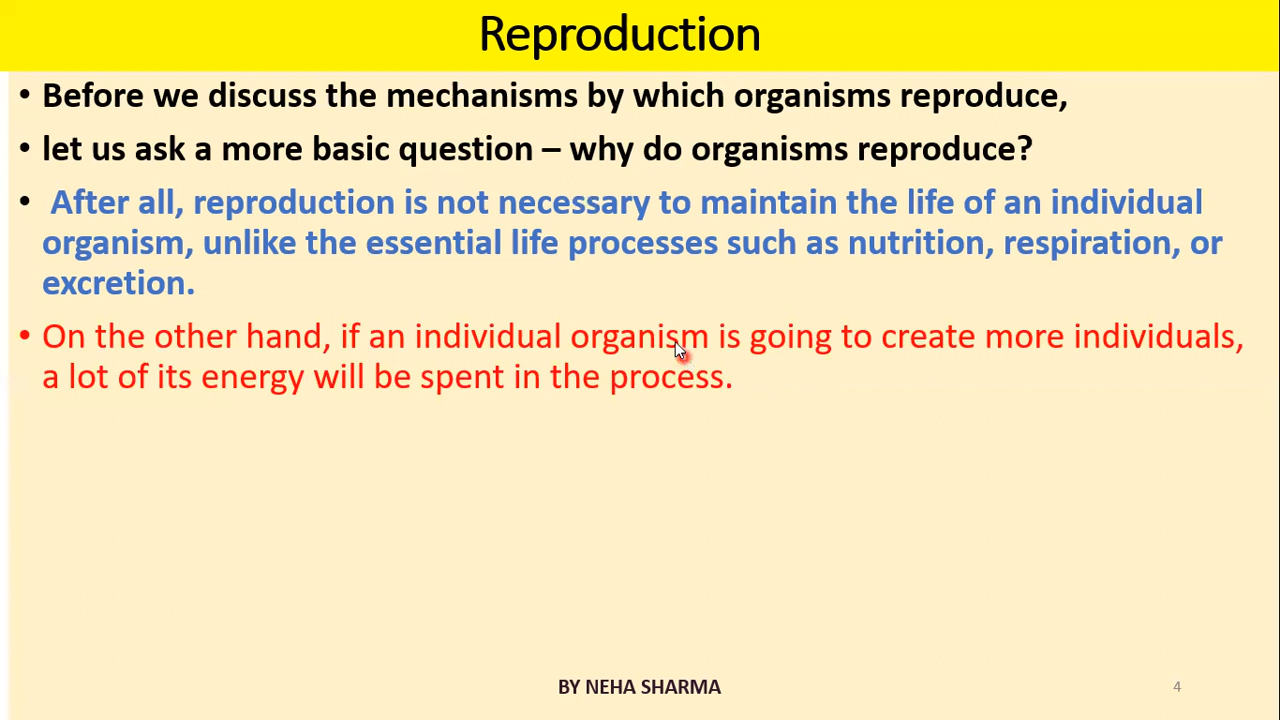 Reproduction
• Before we discuss the mechanisms by which organisms reproduce,
• let us ask a more basic question – why do organisms reproduce?
• After all, reproduction is not necessary to maintain the life of an individual
organism, unlike the essential life processes such as nutrition, respiration, or
excretion.
• On the other hand, if an individual organism is going to create more individuals,
a lot of its energy will be spent in the process.
BY NEHA SHARMA
4